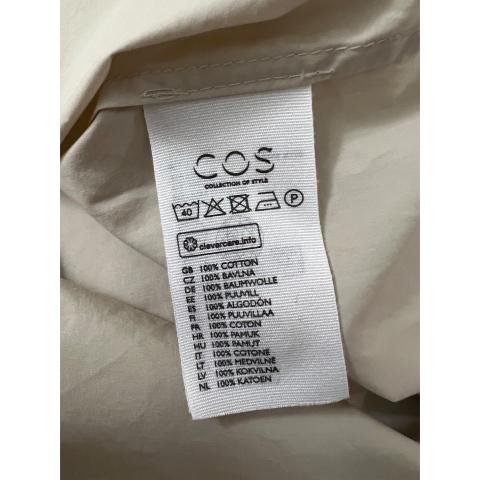 COS
COLLECTION OF STYLE
40 P
clevercare.info
GB 100% COTTON
CZ 100% BAVLNA
DE 100% BAUMWOLLE
EE 100% PUUVILL
ES 100% ALGODÓN
FI 100% PUUVILLAA
FR 100% COTON
HR 100% PAMUK
HU 100% PAMUT
IT 100% COTONE
LT 100% MEDVILNĖ
LV 100% KOKVILNA
NL 100% KATOEN